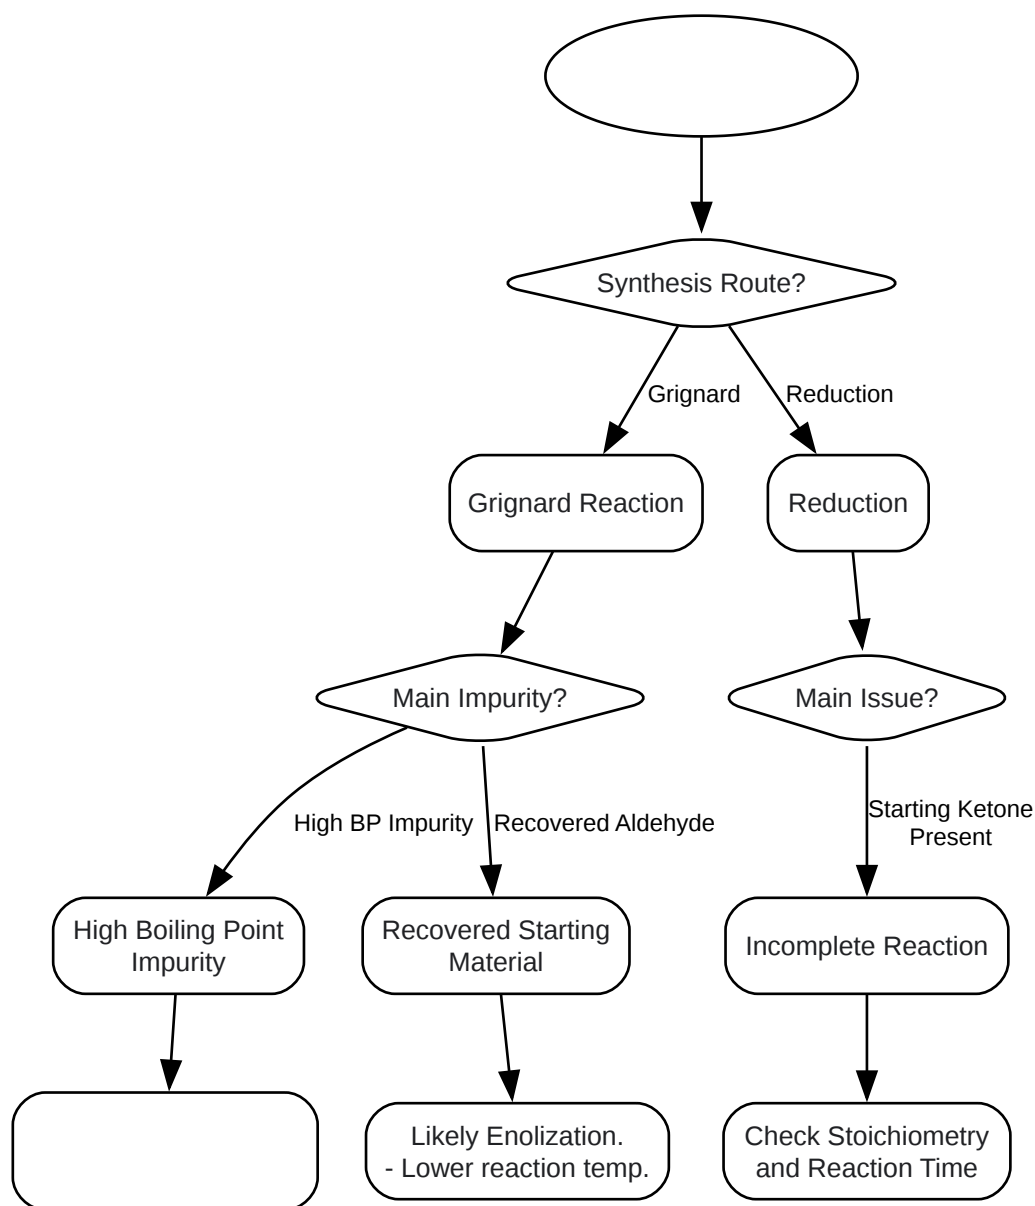 Synthesis Route?
Grignard
Reduction
Grignard Reaction
Reduction
Main Impurity?
Main Issue?
High BP Impurity
Recovered Aldehyde
Starting Ketone
Present
High Boiling Point
Impurity
Recovered Starting
Material
Incomplete Reaction
Likely Enolization.
- Lower reaction temp.
Check Stoichiometry
and Reaction Time